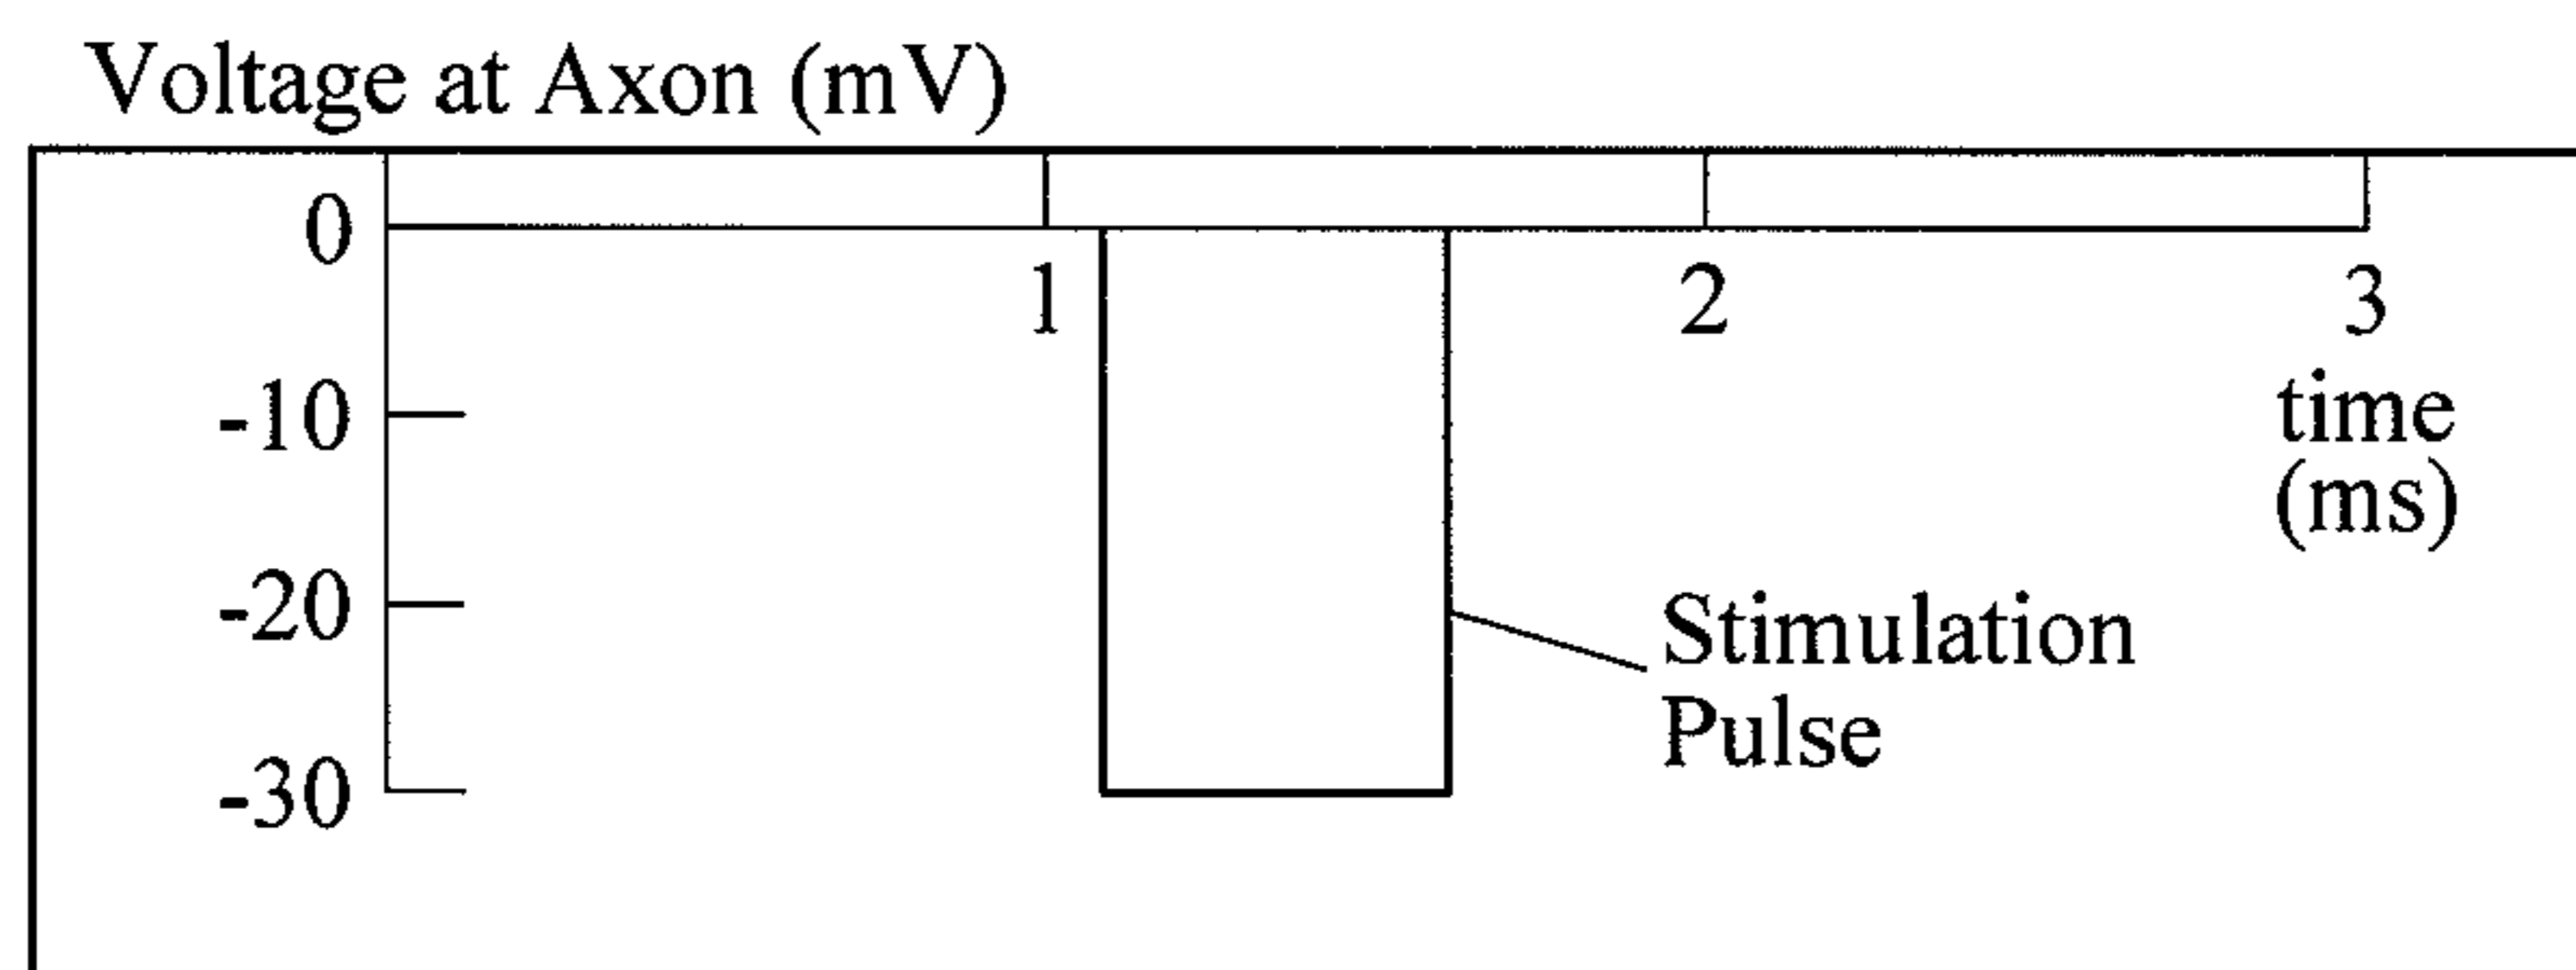 Voltage at Axon (mV)
0
1
2
3
-10
time
(ms)
-20
Stimulation
Pulse
-30